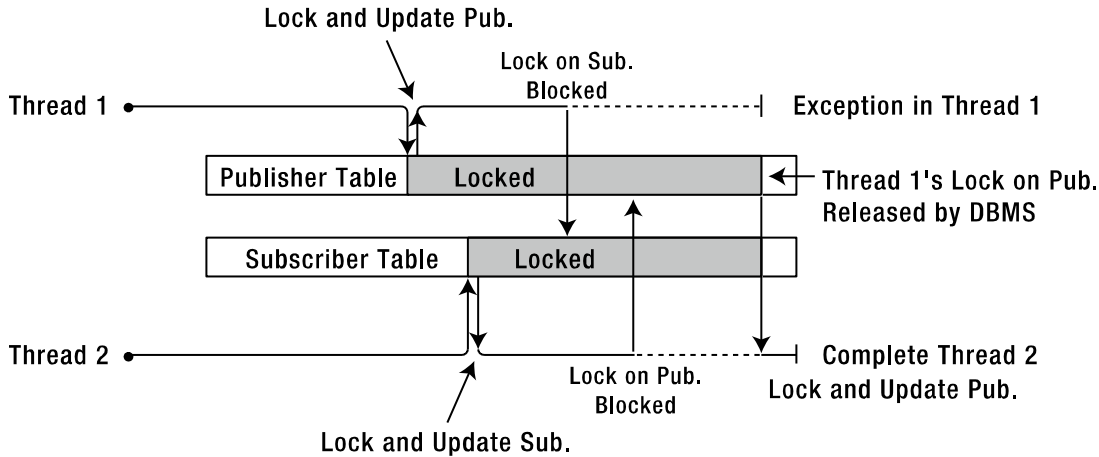 Lock and Update Pub.
Lock on Sub.
Blocked
Thread 1
Exception in Thread 1
Publisher Table
Locked
Thread 1's Lock on Pub.
Released by DBMS
Subscriber Table
Locked
Thread 2
Complete Thread 2
Lock on Pub.
Blocked
Lock and Update Pub.
Lock and Update Sub.